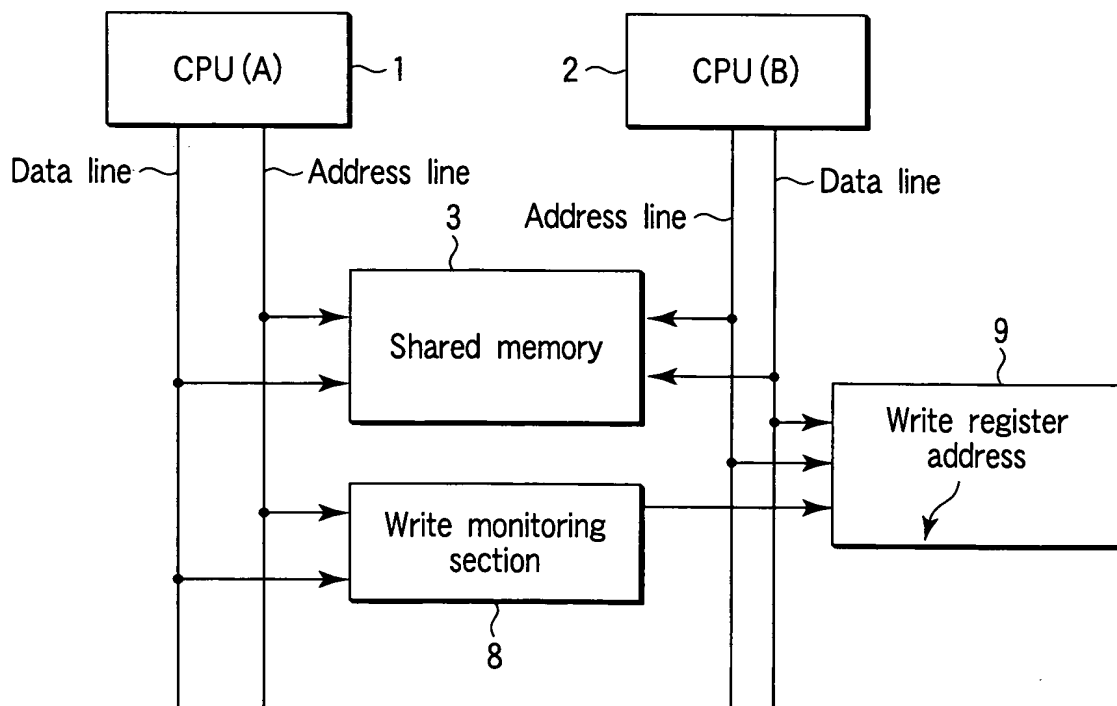 CPU(A)
1
2
CPU(B)
Data line
Address line
Data line
Address line
3
Shared memory
9
Write register
address
Write monitoring
section
8